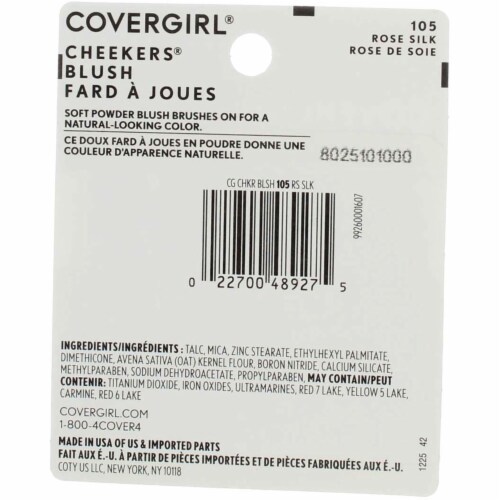 COVERGIRL®
105
ROSE SILK
ROSE DE SOIE
CHEEKERS®
BLUSH
FARD À JOUES
SOFT POWDER BLUSH BRUSHES ON FOR A
NATURAL-LOOKING COLOR.
CE DOUX FARD À JOUES EN POUDRE DONNE UNE
COULEUR D'APPARENCE NATURELLE.
8025101000
CG CHKR BLSH 105 RS SLK
99260001607
0 22700 48927 5
INGREDIENTS/INGRÉDIENTS : TALC, MICA, ZINC STEARATE, ETHYLHEXYL PALMITATE,
DIMETHICONE, AVENA SATIVA (OAT) KERNEL FLOUR, BORON NITRIDE, CALCIUM SILICATE,
METHYLPARABEN, SODIUM DEHYDROACETATE, PROPYLPARABEN, MAY CONTAIN/PEUT
CONTENIR: TITANIUM DIOXIDE, IRON OXIDES, ULTRAMARINES, RED 7 LAKE, YELLOW 5 LAKE,
CARMINE, RED 6 LAKE
COVERGIRL.COM
1-800-4COVER4
MADE IN USA OF US & IMPORTED PARTS
FAIT AUX É.-U. À PARTIR DE PIÈCES IMPORTÉES ET DE PIÈCES FABRIQUÉES AUX É.-U.
COTY US LLC, NEW YORK, NY 10118
1225 42